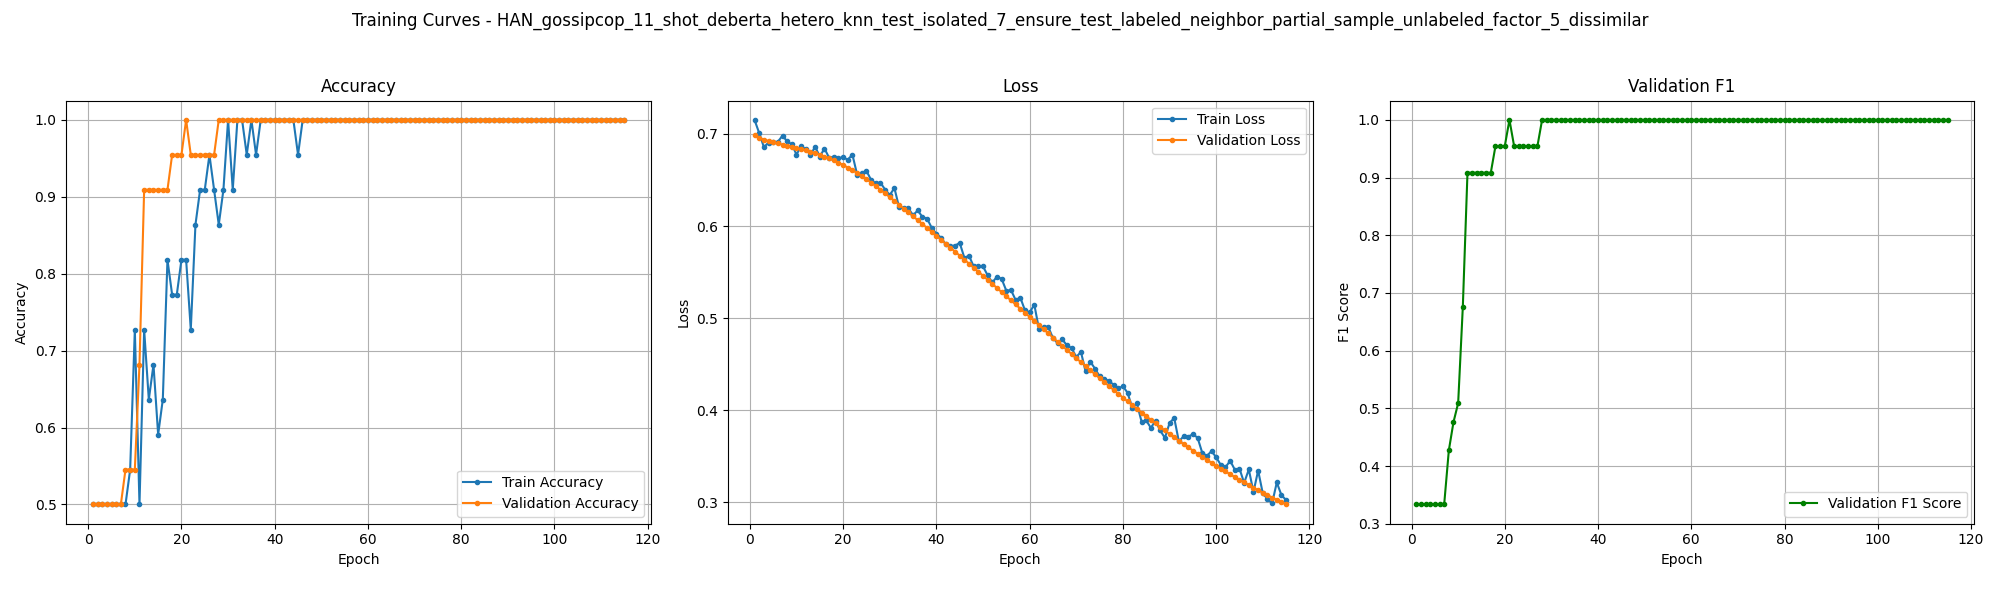 Training Curves - HAN_gossipcop_11_shot_deberta_hetero_knn_test_isolated_7_ensure_test_labeled_neighbor_partial_sample_unlabeled_factor_5_dissimilar
Accuracy
1.0
0.9
0.8
0.7
0.6
0.5
Accuracy
Train Accuracy
Validation Accuracy
0 20 40 60 80 100 120
Epoch
Loss
0.7
0.6
0.5
0.4
0.3
Loss
Train Loss
Validation Loss
0 20 40 60 80 100 120
Epoch
Validation F1
1.0
0.9
0.8
0.7
0.6
0.5
0.4
0.3
F1 Score
Validation F1 Score
0 20 40 60 80 100 120
Epoch